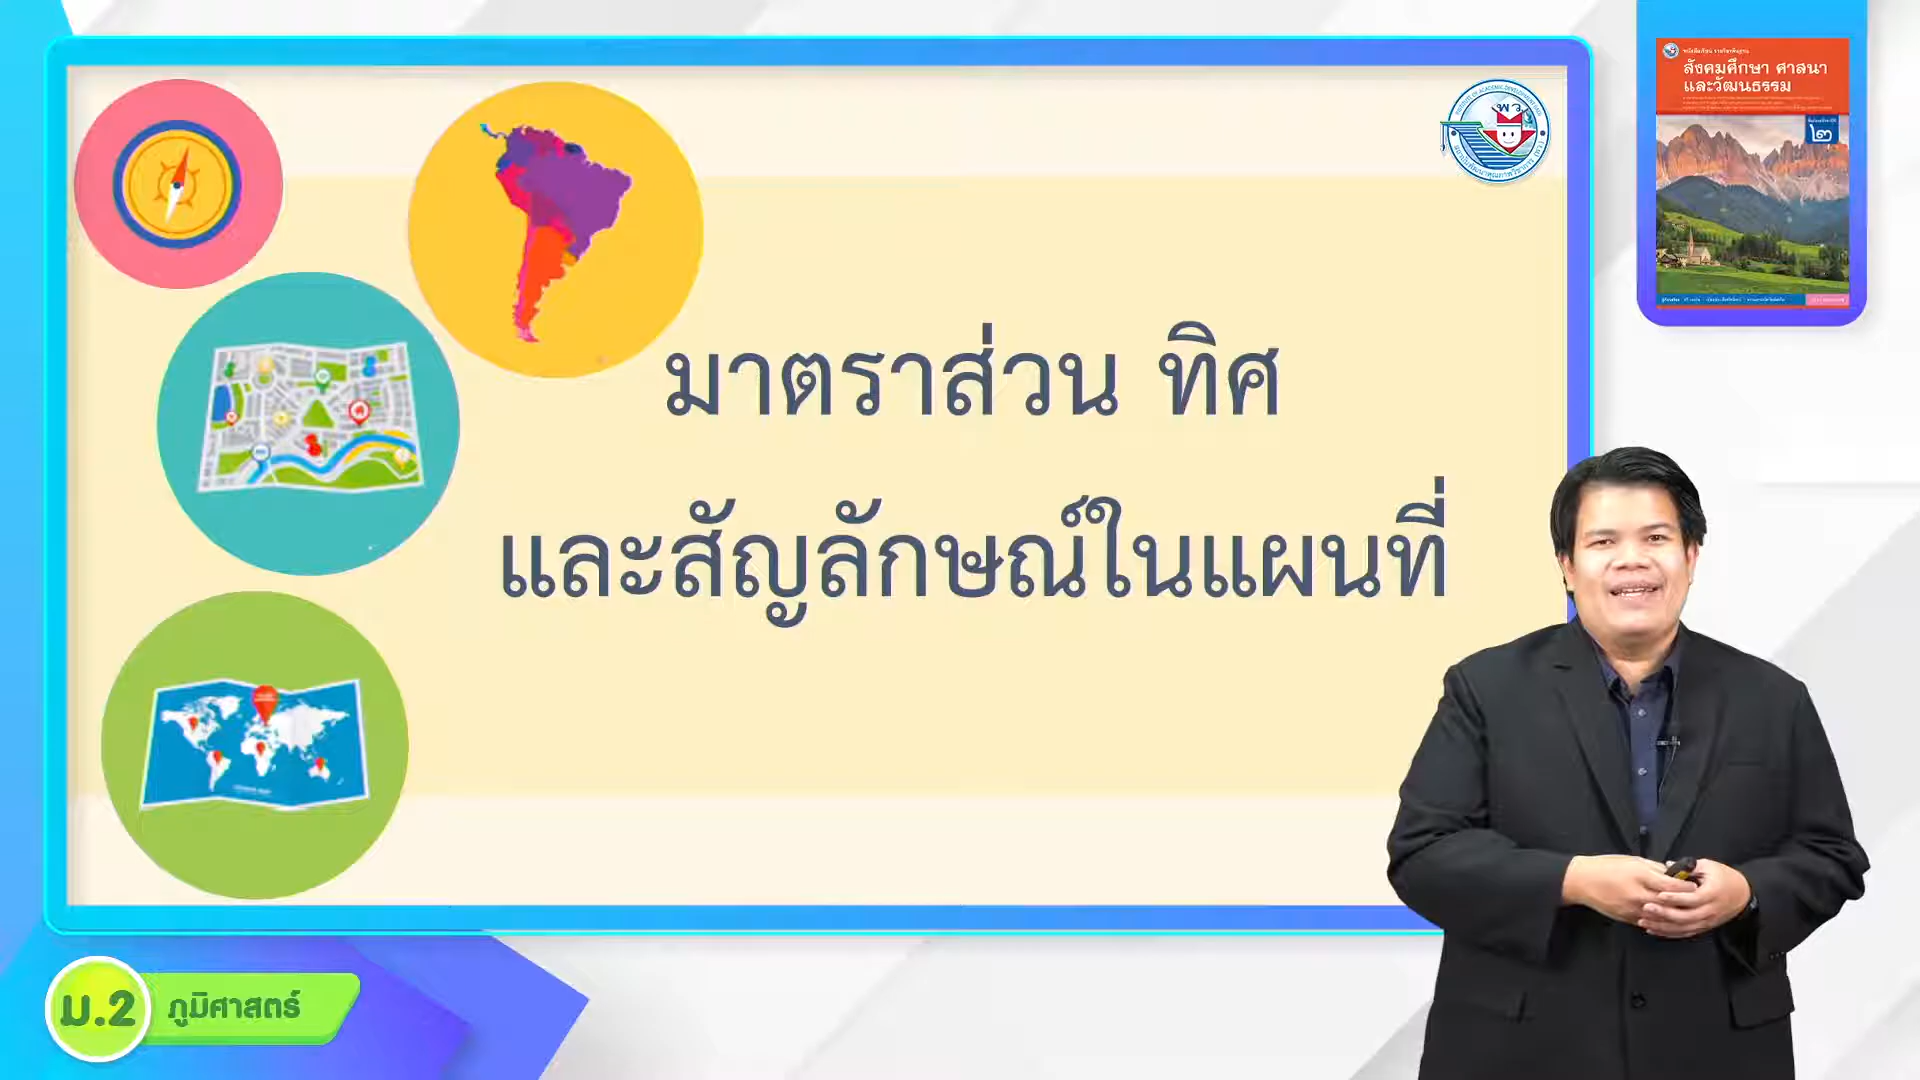 มาตราส่วน ทิศ
และสัญลักษณ์ในแผนที่
พว.
สังคมศึกษา ศาสนา
และวัฒนธรรม
๒
ม.2 ภูมิศาสตร์